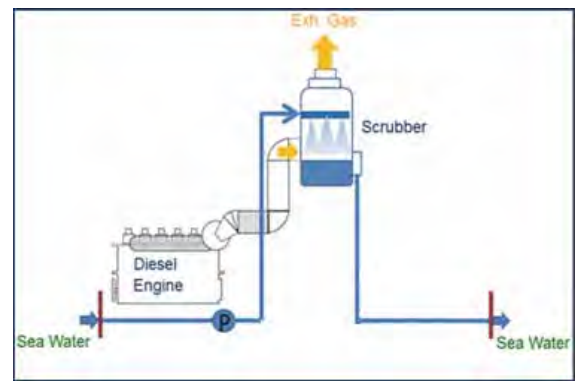 Exh. Gas
Scrubber
Diesel
Engine
P
Sea Water
Sea Water